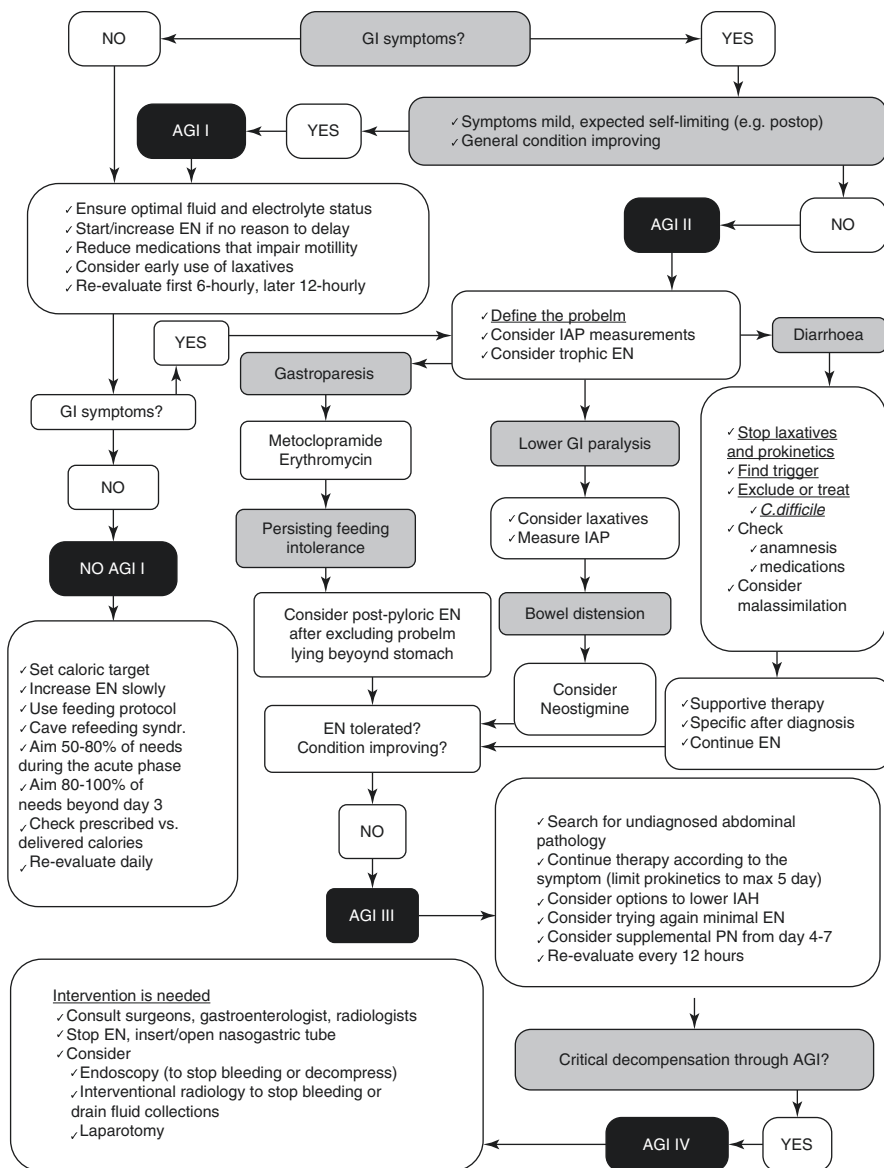 NO
GI symptoms?
YES
✓Symptoms mild, expected self-limiting (e.g. postop)
✓General condition improving
YES
AGI I
NO
AGI II
✓Ensure optimal fluid and electrolyte status
✓Start/increase EN if no reason to delay
✓Reduce medications that impair motillity
✓Consider early use of laxatives
✓Re-evaluate first 6-hourly, later 12-hourly
✓Define the probelm
✓Consider IAP measurements
✓Consider trophic EN
YES
GI symptoms?
NO
NO AGI I
✓Set caloric target
✓Increase EN slowly
✓Use feeding protocol
✓Cave refeeding syndr.
✓Aim 50-80% of needs
during the acute phase
✓Aim 80-100% of
needs beyond day 3
✓Check prescribed vs.
delivered calories
✓Re-evaluate daily
Gastroparesis
Metoclopramide
Erythromycin
Persisting feeding
intolerance
Consider post-pyloric EN
after excluding probelm
lying beyoynd stomach
Lower GI paralysis
✓Consider laxatives
✓Measure IAP
Bowel distension
Consider
Neostigmine
Diarrhoea
✓Stop laxatives
and prokinetics
✓Find trigger
✓Exclude or treat
✓C.difficile
✓Check
✓anamnesis
✓medications
✓Consider
malassimilation
✓Supportive therapy
✓Specific after diagnosis
✓Continue EN
EN tolerated?
Condition improving?
NO
AGI III
✓Search for undiagnosed abdominal
pathology
✓Continue therapy according to the
symptom (limit prokinetics to max 5 day)
✓Consider options to lower IAH
✓Consider trying again minimal EN
✓Consider supplemental PN from day 4-7
✓Re-evaluate every 12 hours
Critical decompensation through AGI?
YES
AGI IV
Intervention is needed
✓Consult surgeons, gastroenterologist, radiologists
✓Stop EN, insert/open nasogastric tube
✓Consider
✓Endoscopy (to stop bleeding or decompress)
✓Interventional radiology to stop bleeding or
drain fluid collections
✓Laparotomy